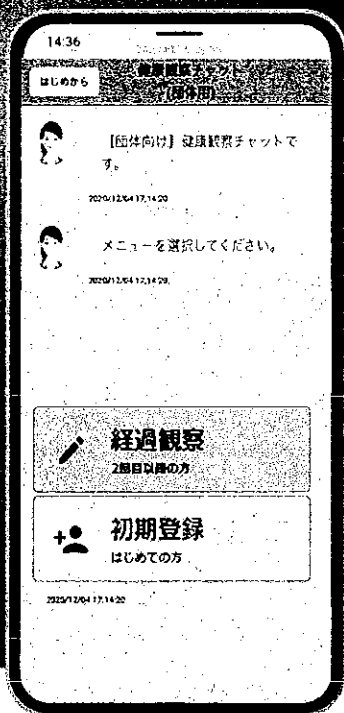 14:36
はじめから
健康観察チャット
(団体用)
【団体向け】健康観察チャットで
す。
2020/12/04 17:14:20
メニューを選択してください。
2020/12/04 17:14:20
経過観察
2回目以降の方
初期登録
はじめての方
2020/12/04 17:14:20